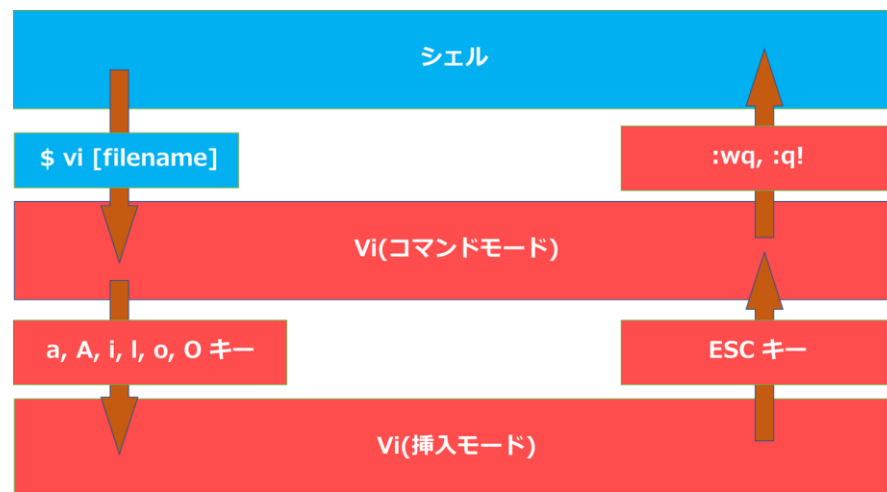 シェル
$ vi [filename]
:wq, :q!
Vi(コマンドモード)
a, A, i, l, o, O キー
ESC キー
Vi(挿入モード)